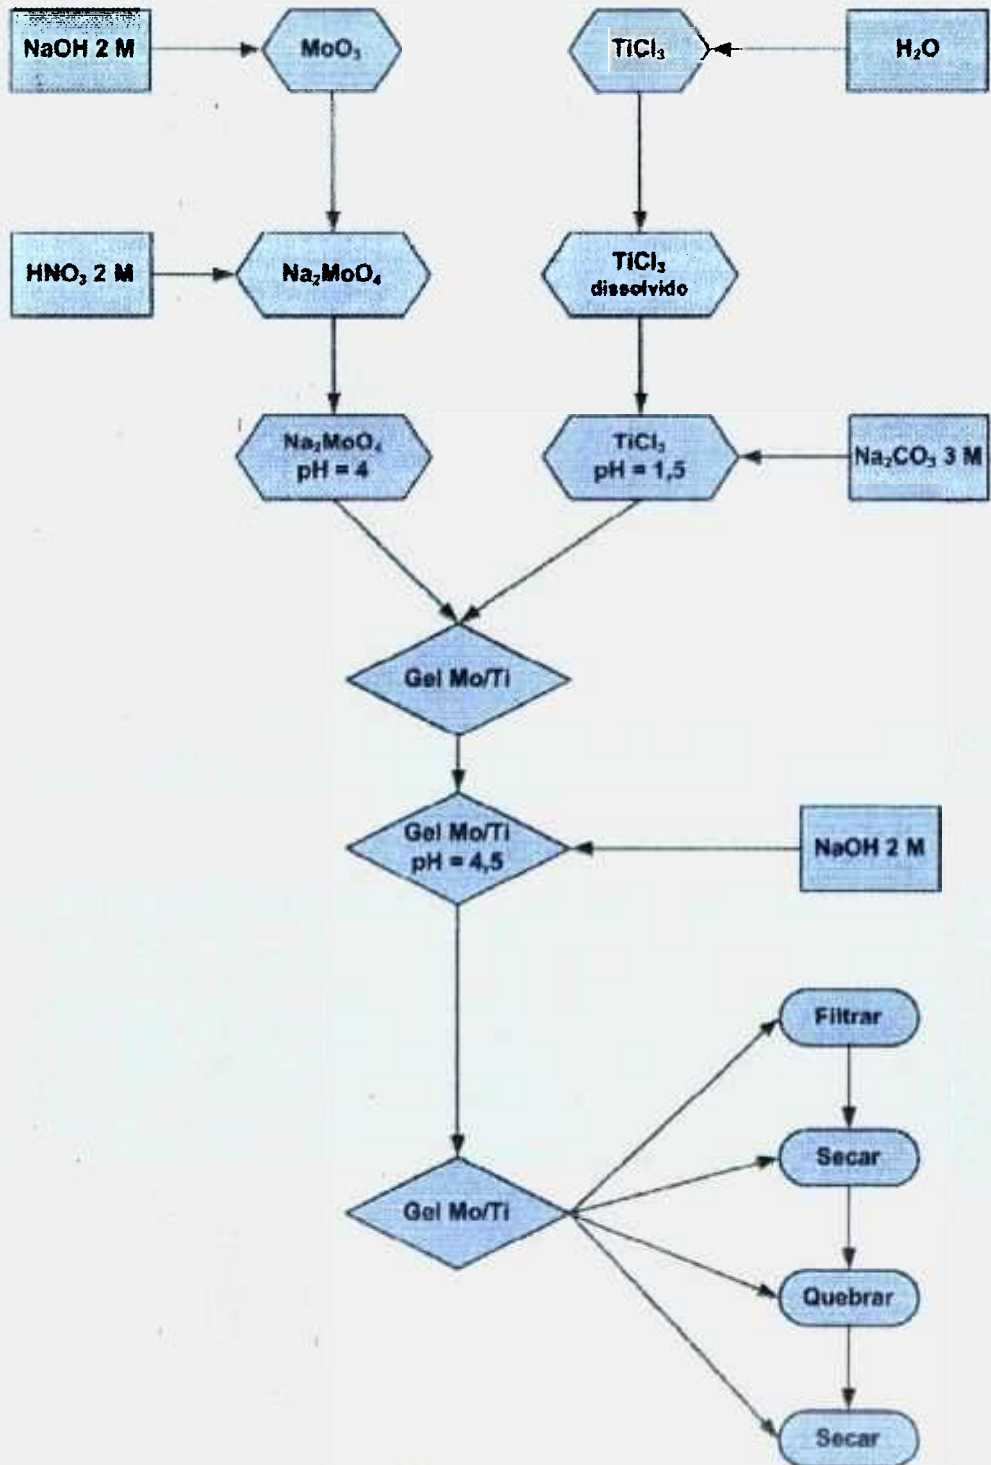 NaOH 2 M
MoO₃
TiCl₃
H₂O
HNO₃ 2 M
Na₂MoO₄
TiCl₃
dissolvido
Na₂MoO₄
pH = 4
TiCl₃
pH = 1,5
Na₂CO₃ 3 M
Gel Mo/Ti
Gel Mo/Ti
pH = 4,5
NaOH 2 M
Filtrar
Secar
Gel Mo/Ti
Quebrar
Secar